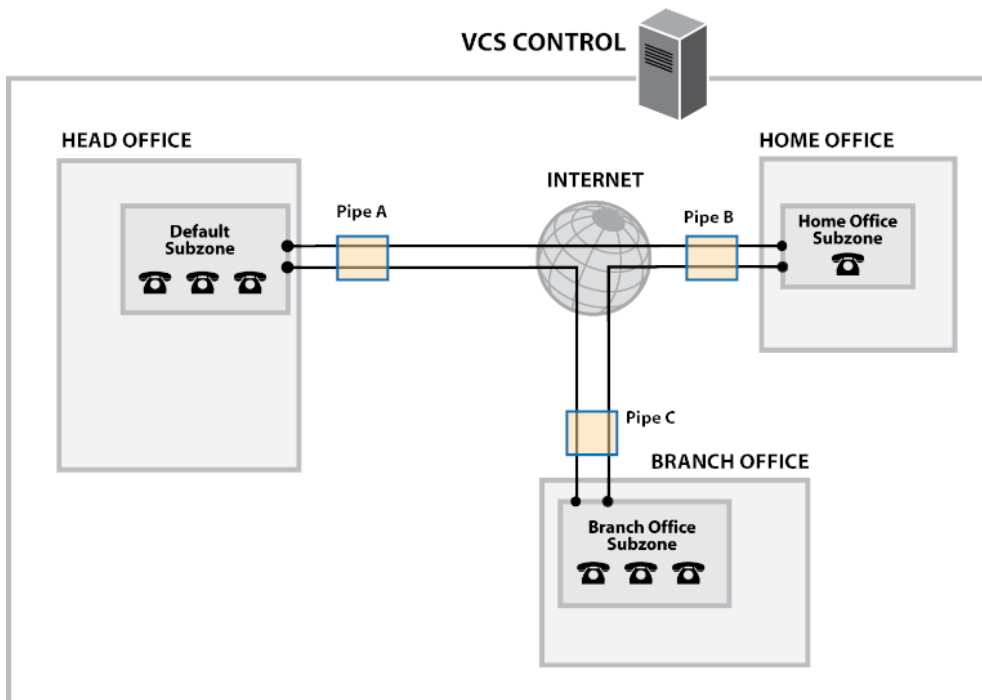 VCS CONTROL
HEAD OFFICE
HOME OFFICE
INTERNET
Pipe A
Pipe B
Default
Subzone
Home Office
Subzone
Pipe C
BRANCH OFFICE
Branch Office
Subzone